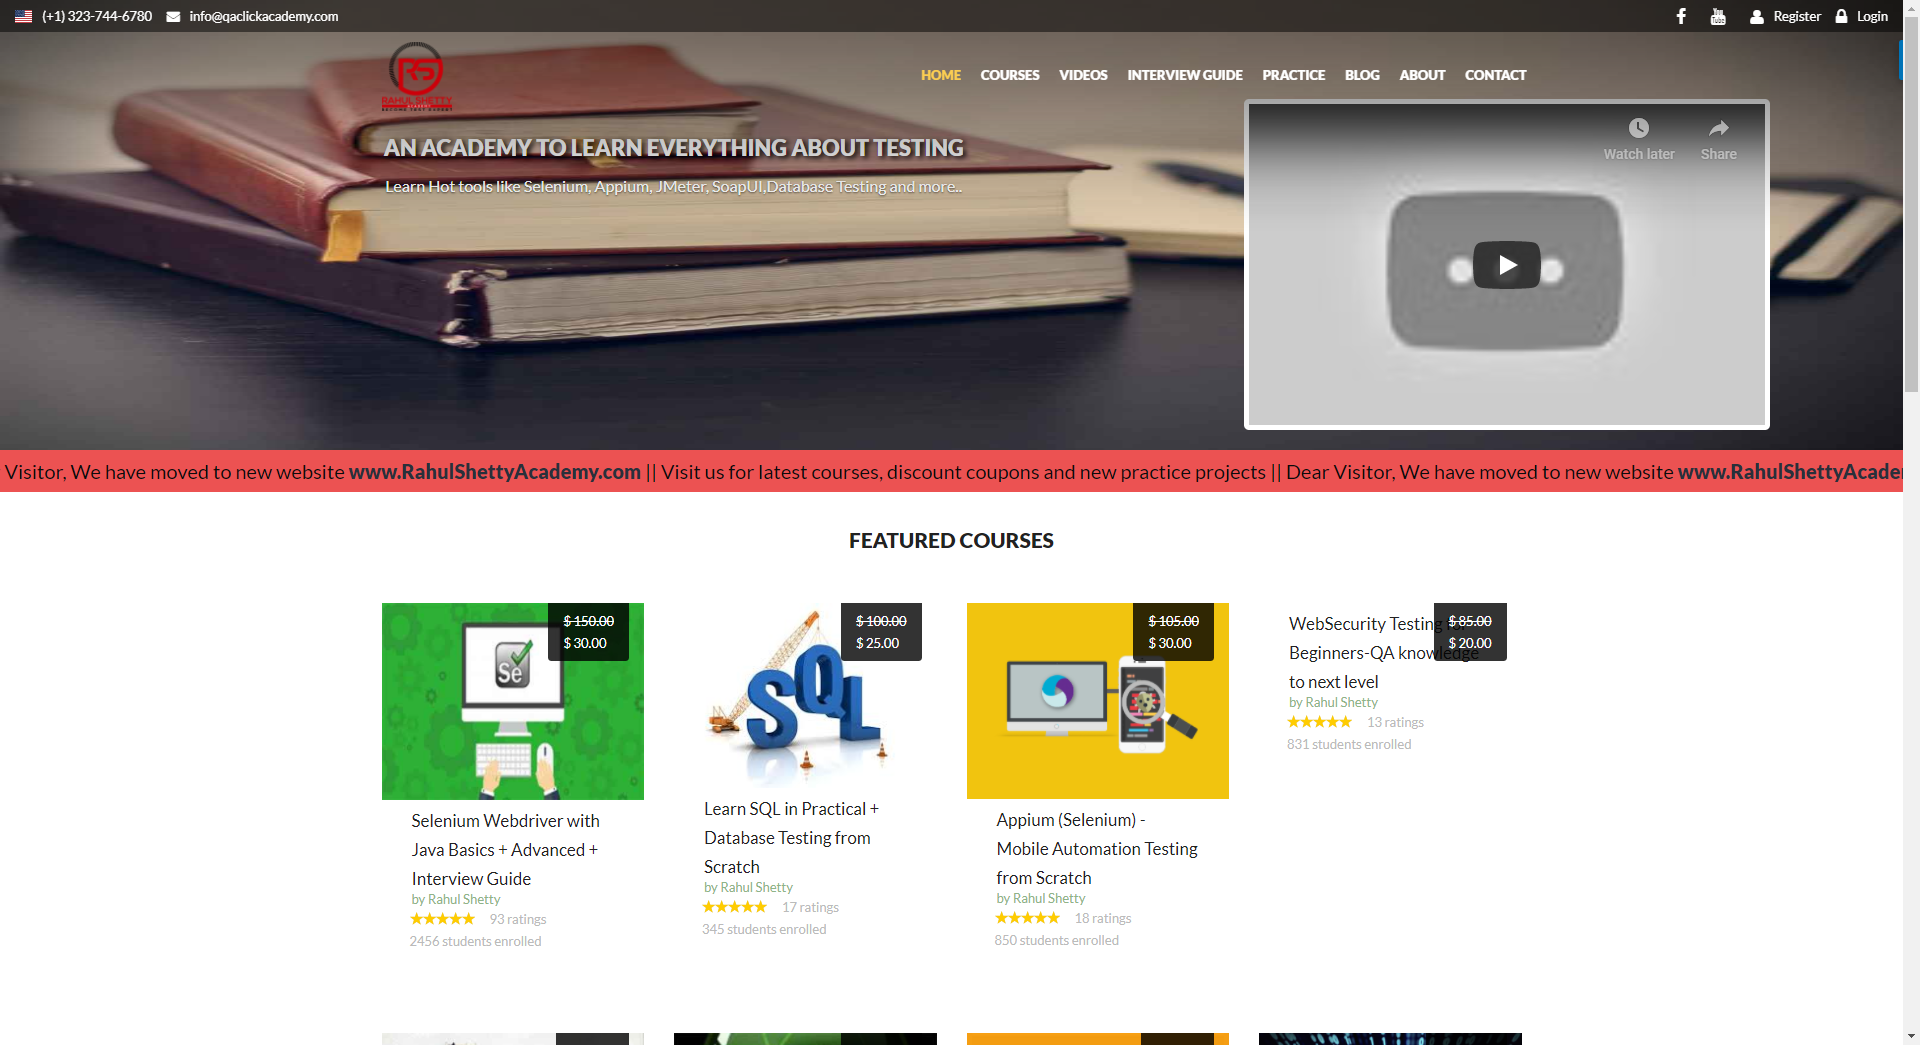 (+1) 323-744-6780 info@qaclickacademy.com
You Tube Register Login
RS
RAHUL SHETTY
ACADEMY
HOME COURSES VIDEOS INTERVIEW GUIDE PRACTICE BLOG ABOUT CONTACT
AN ACADEMY TO LEARN EVERYTHING ABOUT TESTING
Learn Hot tools like Selenium, Appium, JMeter, SoapUI,Database Testing and more..
Watch later Share
Visitor, We have moved to new website www.RahulShettyAcademy.com || Visit us for latest courses, discount coupons and new practice projects || Dear Visitor, We have moved to new website www.RahulShettyAcade
FEATURED COURSES
$ 150.00
$ 30.00
Se
Selenium Webdriver with
Java Basics + Advanced +
Interview Guide
by Rahul Shetty
93 ratings
2456 students enrolled
$ 100.00
$ 25.00
SQL
Learn SQL in Practical +
Database Testing from
Scratch
by Rahul Shetty
17 ratings
345 students enrolled
$ 105.00
$ 30.00
Appium (Selenium) -
Mobile Automation Testing
from Scratch
by Rahul Shetty
18 ratings
850 students enrolled
$ 85.00
$ 20.00
WebSecurity Testing for
Beginners-QA knowledge
to next level
by Rahul Shetty
13 ratings
831 students enrolled